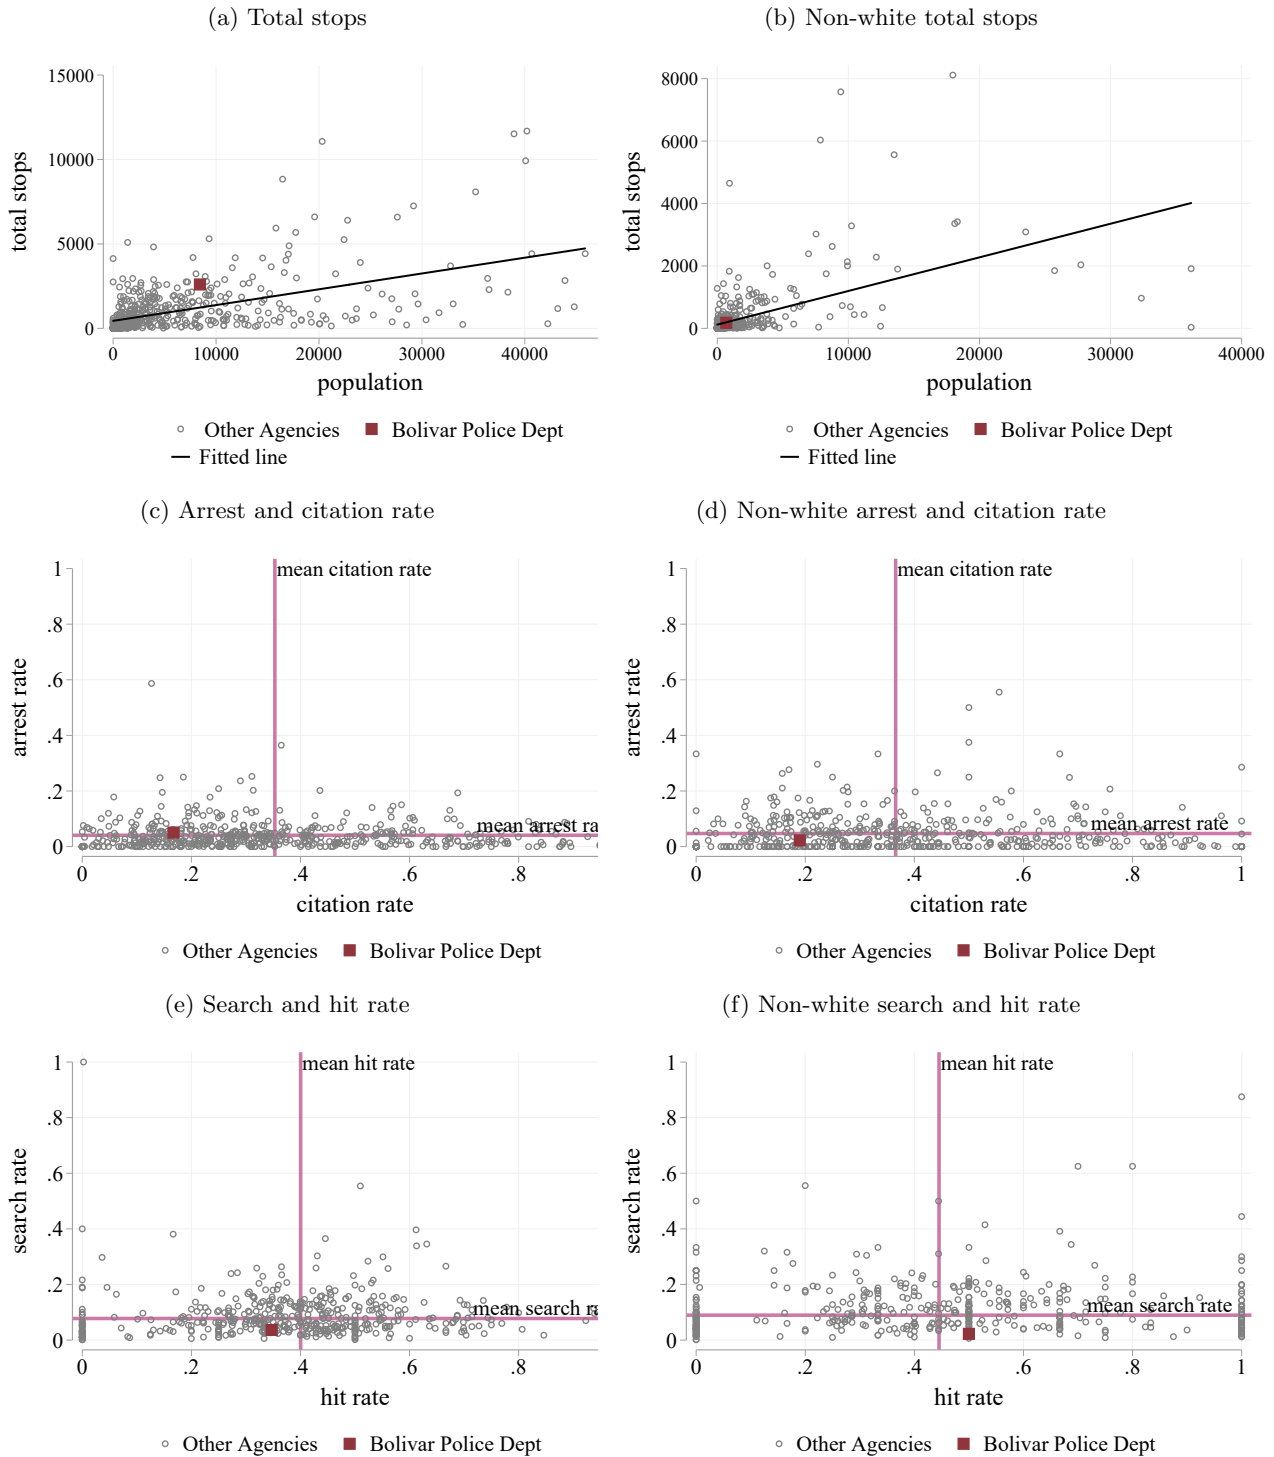 (a) Total stops
(b) Non-white total stops
15000
10000
5000
0
total stops
0 10000 20000 30000 40000
population
Other Agencies Bolivar Police Dept
Fitted line
8000
6000
4000
2000
0
total stops
0 10000 20000 30000 40000
population
Other Agencies Bolivar Police Dept
Fitted line
(c) Arrest and citation rate
(d) Non-white arrest and citation rate
1
.8
.6
.4
.2
0
arrest rate
mean citation rate
mean arrest ra
0 .2 .4 .6 .8
citation rate
Other Agencies Bolivar Police Dept
1
.8
.6
.4
.2
0
arrest rate
mean citation rate
mean arrest rate
0 .2 .4 .6 .8 1
citation rate
Other Agencies Bolivar Police Dept
(e) Search and hit rate
(f) Non-white search and hit rate
1
.8
.6
.4
.2
0
search rate
mean hit rate
mean search ra
0 .2 .4 .6 .8
hit rate
Other Agencies Bolivar Police Dept
1
.8
.6
.4
.2
0
search rate
mean hit rate
mean search rate
0 .2 .4 .6 .8 1
hit rate
Other Agencies Bolivar Police Dept